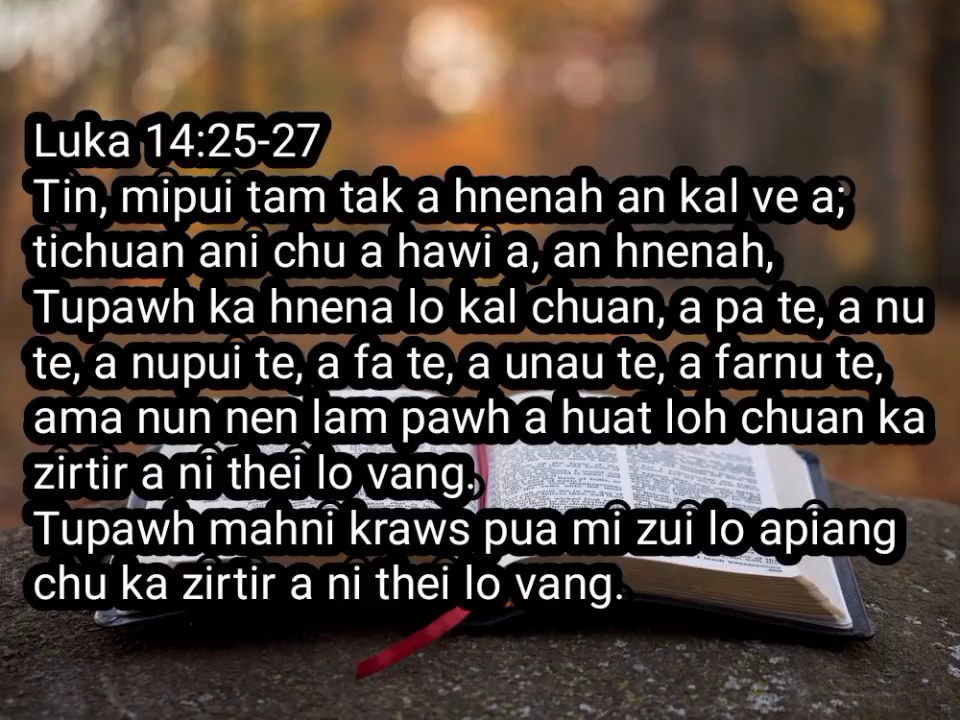 Luka 14:25-27
Tin, mipui tam tak a hnenah an kal ve a;
tichuan ani chu a hawi a, an hnenah,
Tupawh ka hnena lo kal chuan, a pa te, a nu
te, a nupui te, a fa te, a unau te, a farnu te,
ama nun nen lam pawh a huat loh chuan ka
zirtir a ni thei lo vang.
Tupawh mahni kraws pua mi zui lo apiang
chu ka zirtir a ni thei lo vang.